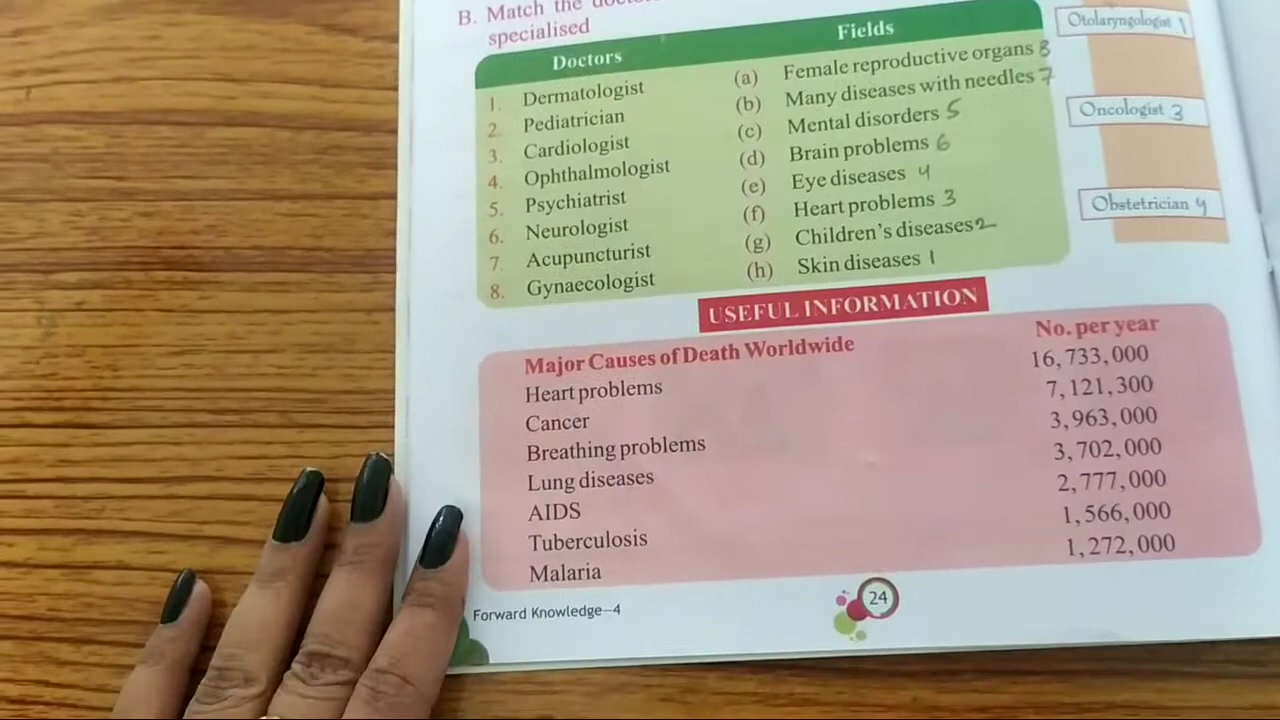 B. Match the
specialised
Doctors Fields
1. Dermatologist (a) Female reproductive organs 8
2. Pediatrician (b) Many diseases with needles 7
3. Cardiologist (c) Mental disorders 5
4. Ophthalmologist (d) Brain problems 6
5. Psychiatrist (e) Eye diseases 4
6. Neurologist (f) Heart problems 3
7. Acupuncturist (g) Children's diseases 2
8. Gynaecologist (h) Skin diseases 1
Otolaryngologist 1
Oncologist 3
Obstetrician 4
USEFUL INFORMATION
Major Causes of Death Worldwide No. per year
Heart problems 16,733,000
Cancer 7,121,300
Breathing problems 3,963,000
Lung diseases 3,702,000
AIDS 2,777,000
Tuberculosis 1,566,000
Malaria 1,272,000
Forward Knowledge—4
24